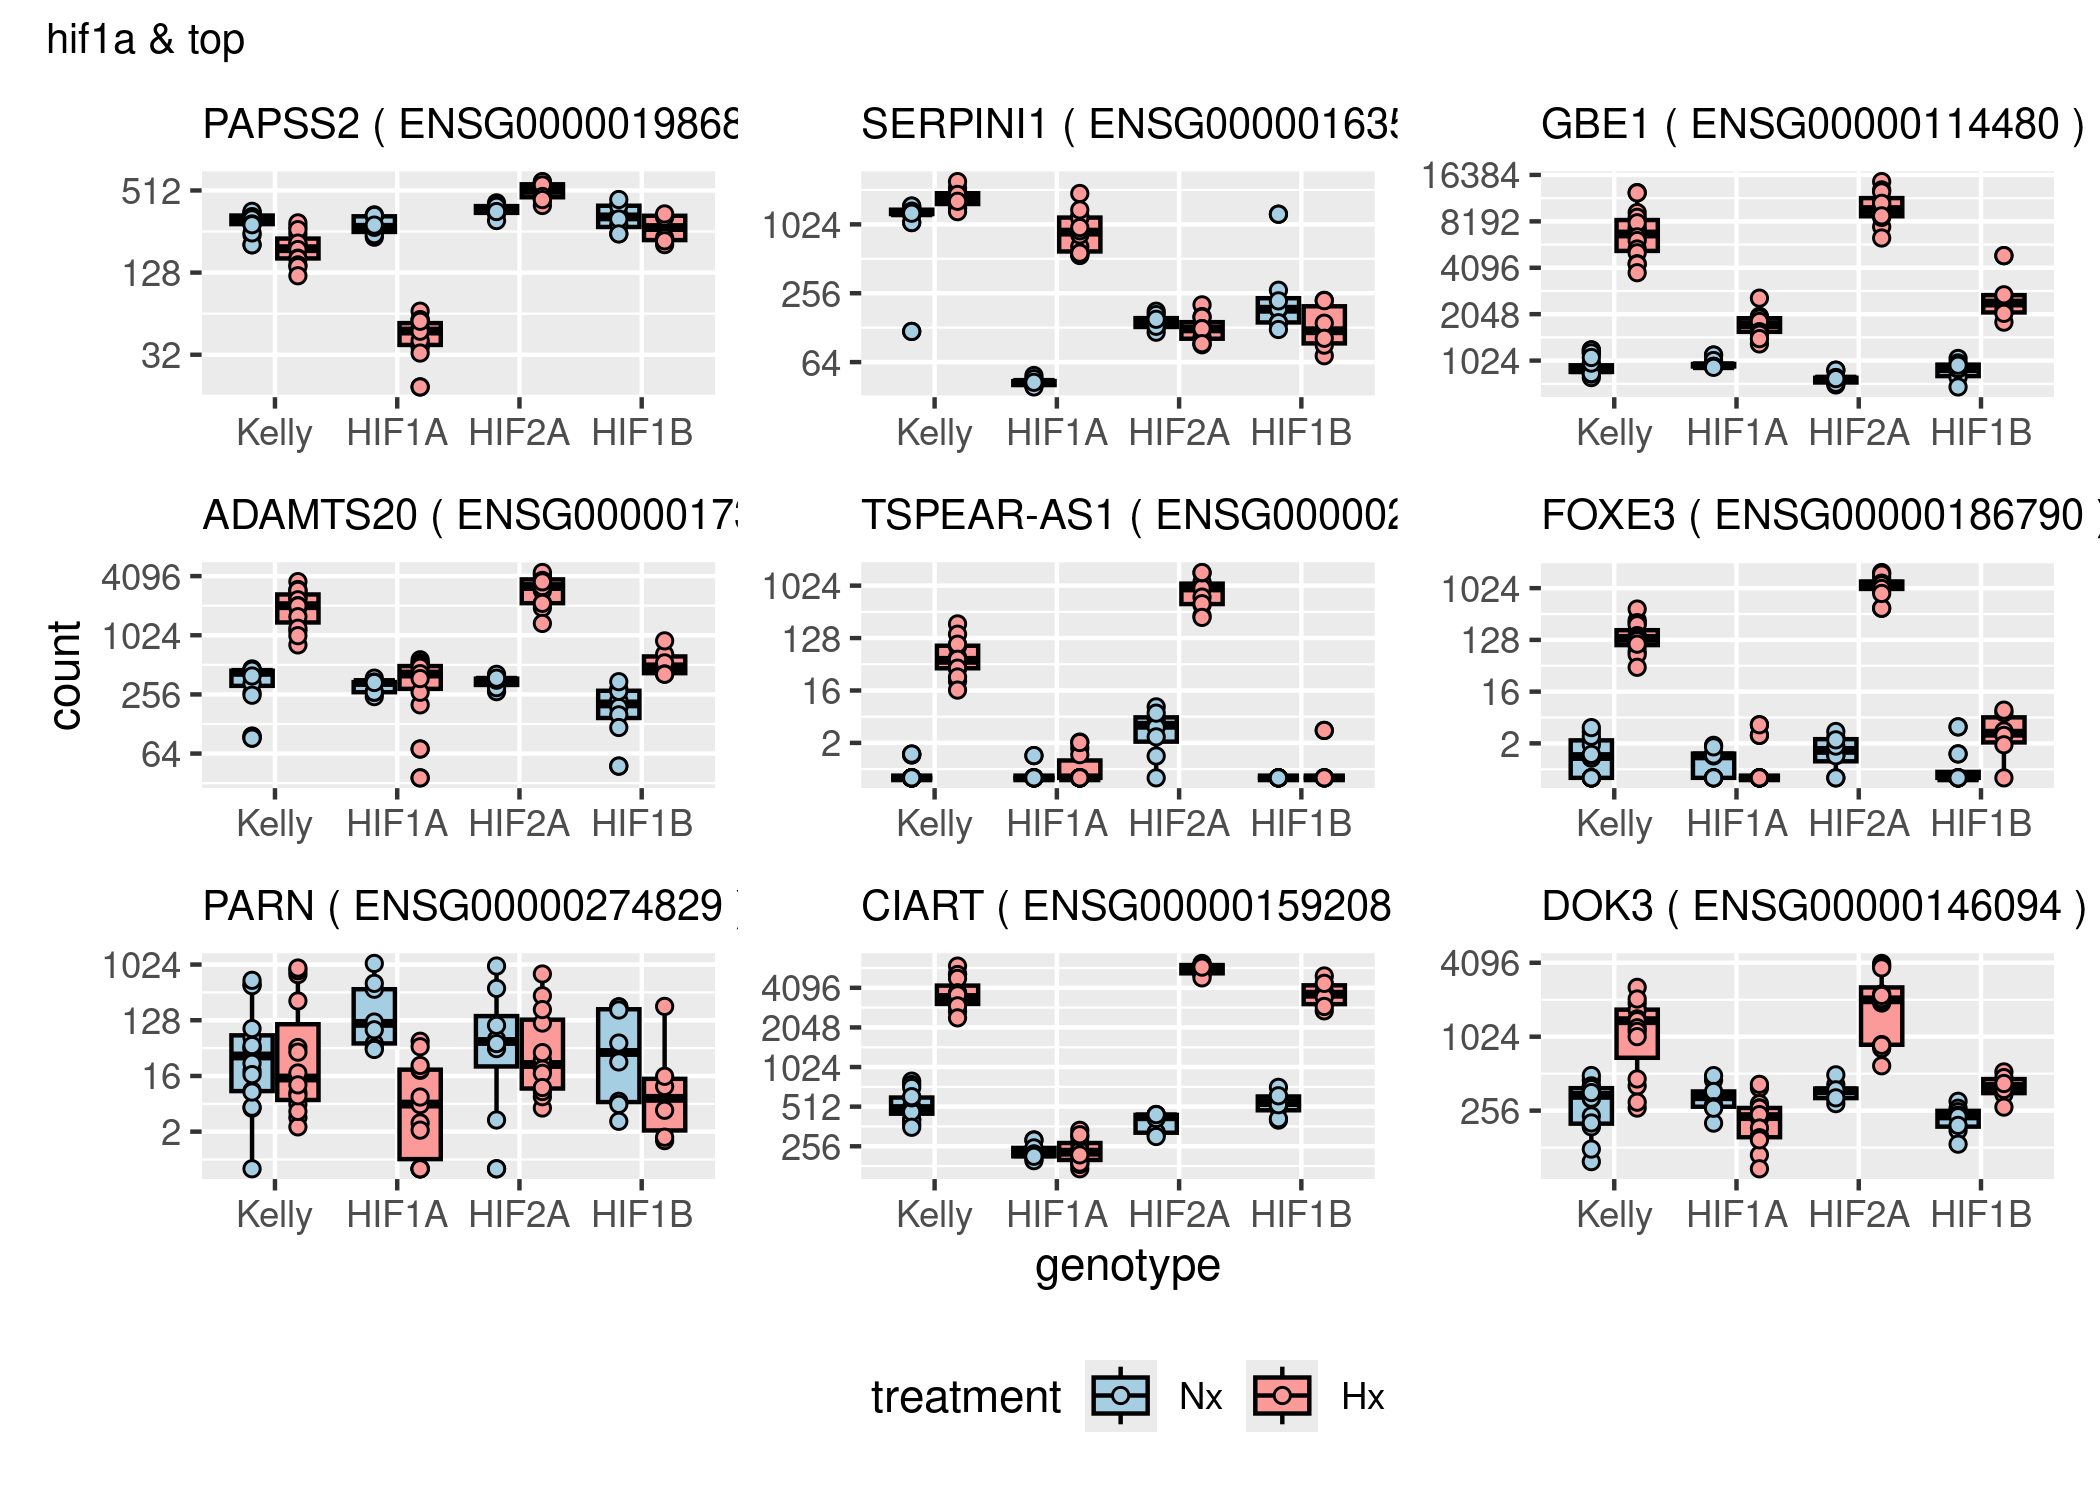 hif1a & top
PAPSS2 ( ENSG0000019868
512
128
32
Kelly HIF1A HIF2A HIF1B
SERPINI1 ( ENSG00000163
1024
256
64
Kelly HIF1A HIF2A HIF1B
GBE1 ( ENSG00000114480 )
16384
8192
4096
2048
1024
Kelly HIF1A HIF2A HIF1B
count
ADAMTS20 ( ENSG0000017
4096
1024
256
64
Kelly HIF1A HIF2A HIF1B
TSPEAR-AS1 ( ENSG000002
1024
128
16
2
Kelly HIF1A HIF2A HIF1B
FOXE3 ( ENSG00000186790 )
1024
128
16
2
Kelly HIF1A HIF2A HIF1B
PARN ( ENSG00000274829 )
1024
128
16
2
Kelly HIF1A HIF2A HIF1B
CIART ( ENSG00000159208
4096
2048
1024
512
256
Kelly HIF1A HIF2A HIF1B
DOK3 ( ENSG00000146094 )
4096
1024
256
Kelly HIF1A HIF2A HIF1B
genotype
treatment Nx Hx